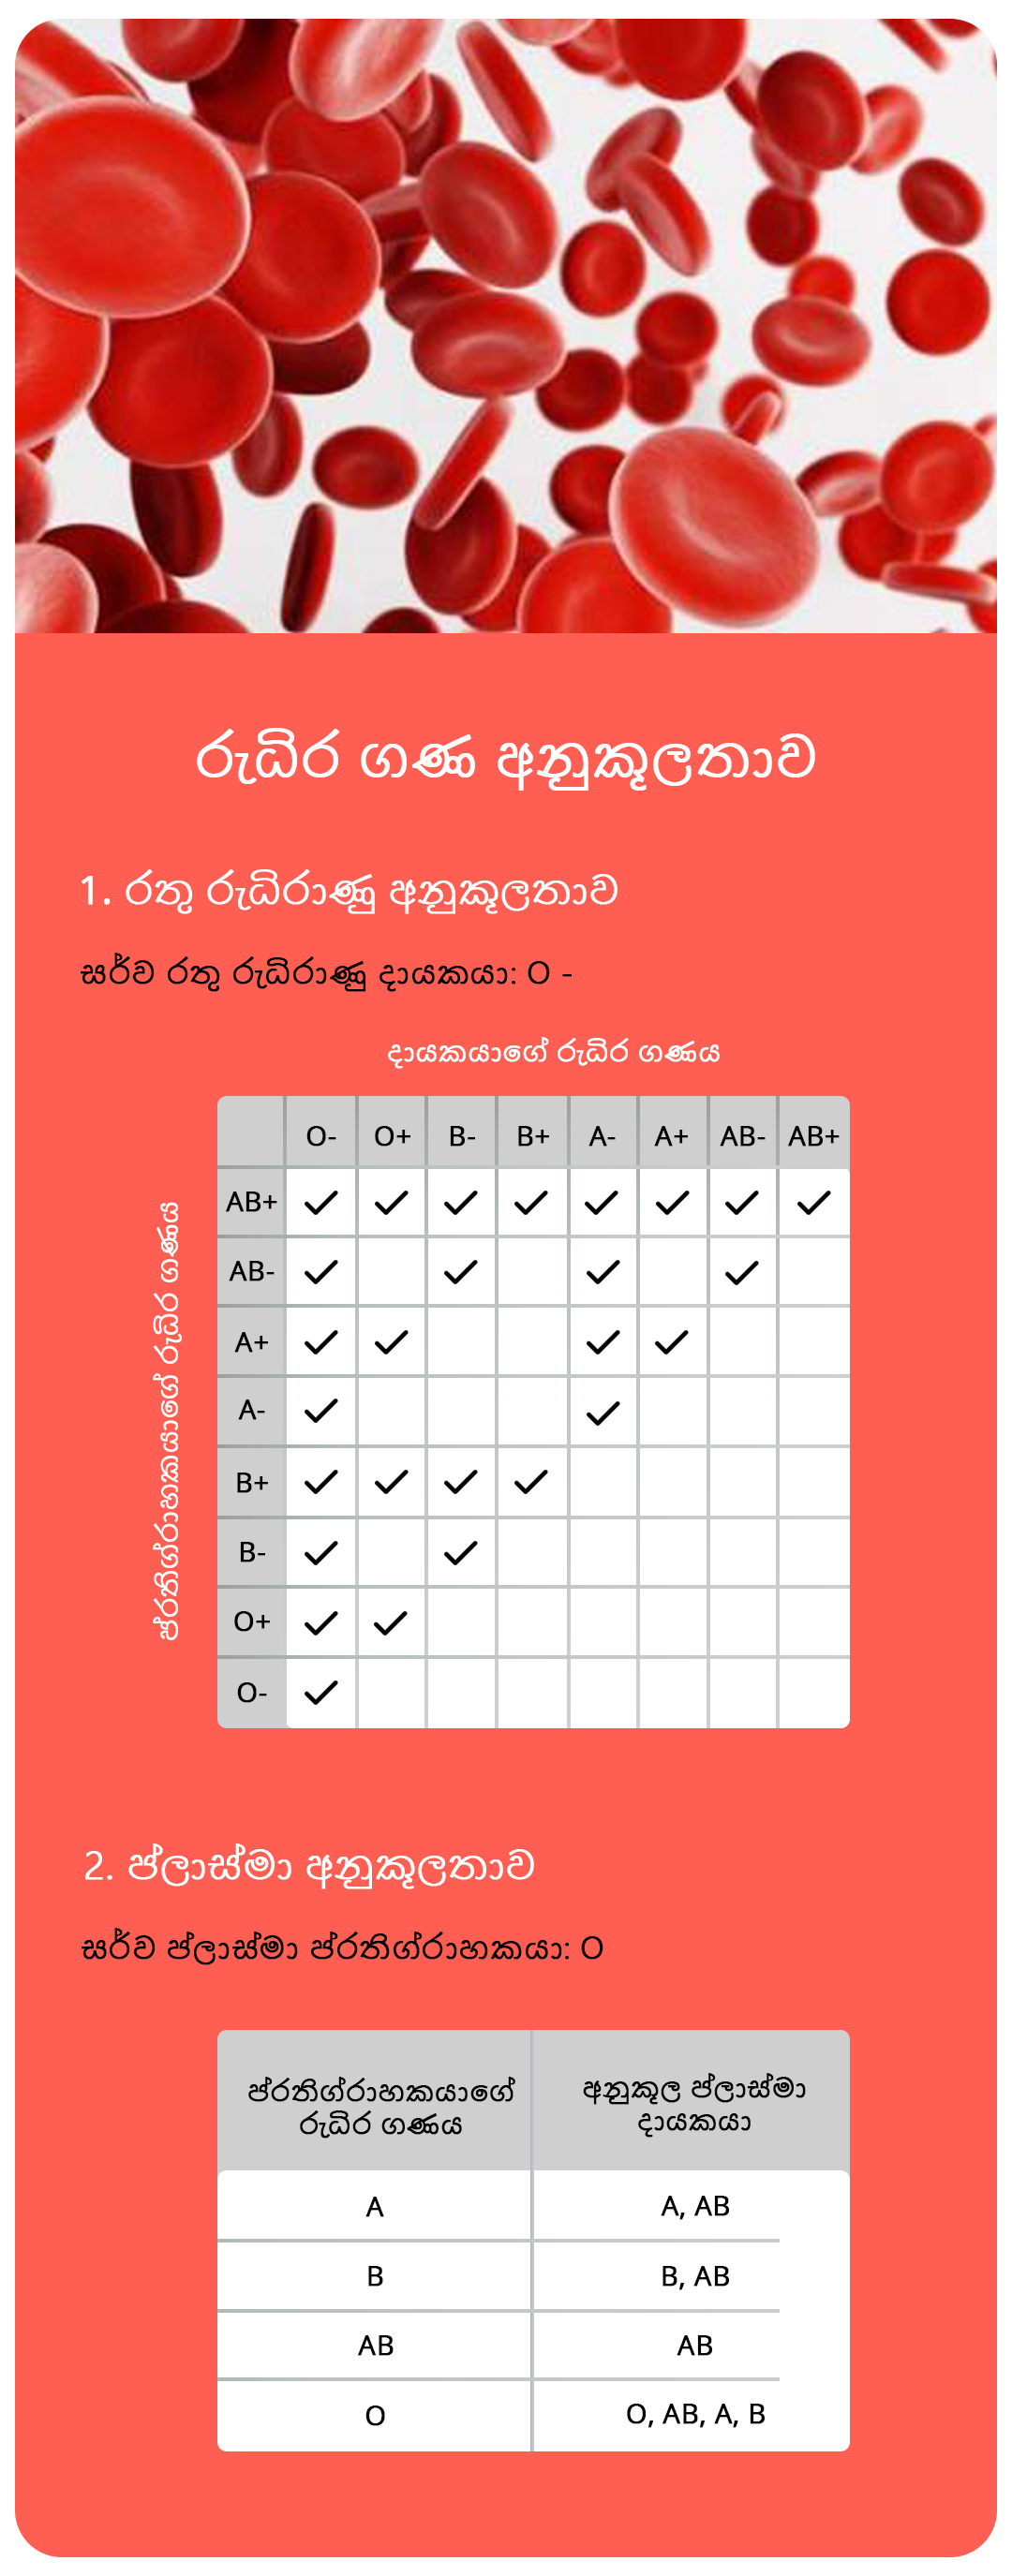 රුධිර ගණ අනුකූලතාව
1. රතු රුධිරාණු අනුකූලතාව
සර්ව රතු රුධිරාණු දායකයා: O -
දායකයාගේ රුධිර ගණය
O- O+ B- B+ A- A+ AB- AB+
ප්රතිග්රාහකයාගේ රුධිර ගණය
AB+ ✓ ✓ ✓ ✓ ✓ ✓ ✓ ✓
AB- ✓ ✓ ✓ ✓
A+ ✓ ✓ ✓ ✓
A- ✓ ✓
B+ ✓ ✓ ✓ ✓
B- ✓ ✓
O+ ✓ ✓
O- ✓
2. ප්ලාස්මා අනුකූලතාව
සර්ව ප්ලාස්මා ප්රතිග්රාහකයා: O
ප්රතිග්රාහකයාගේ
රුධිර ගණය
අනුකූල ප්ලාස්මා
දායකයා
A A, AB
B B, AB
AB AB
O O, AB, A, B